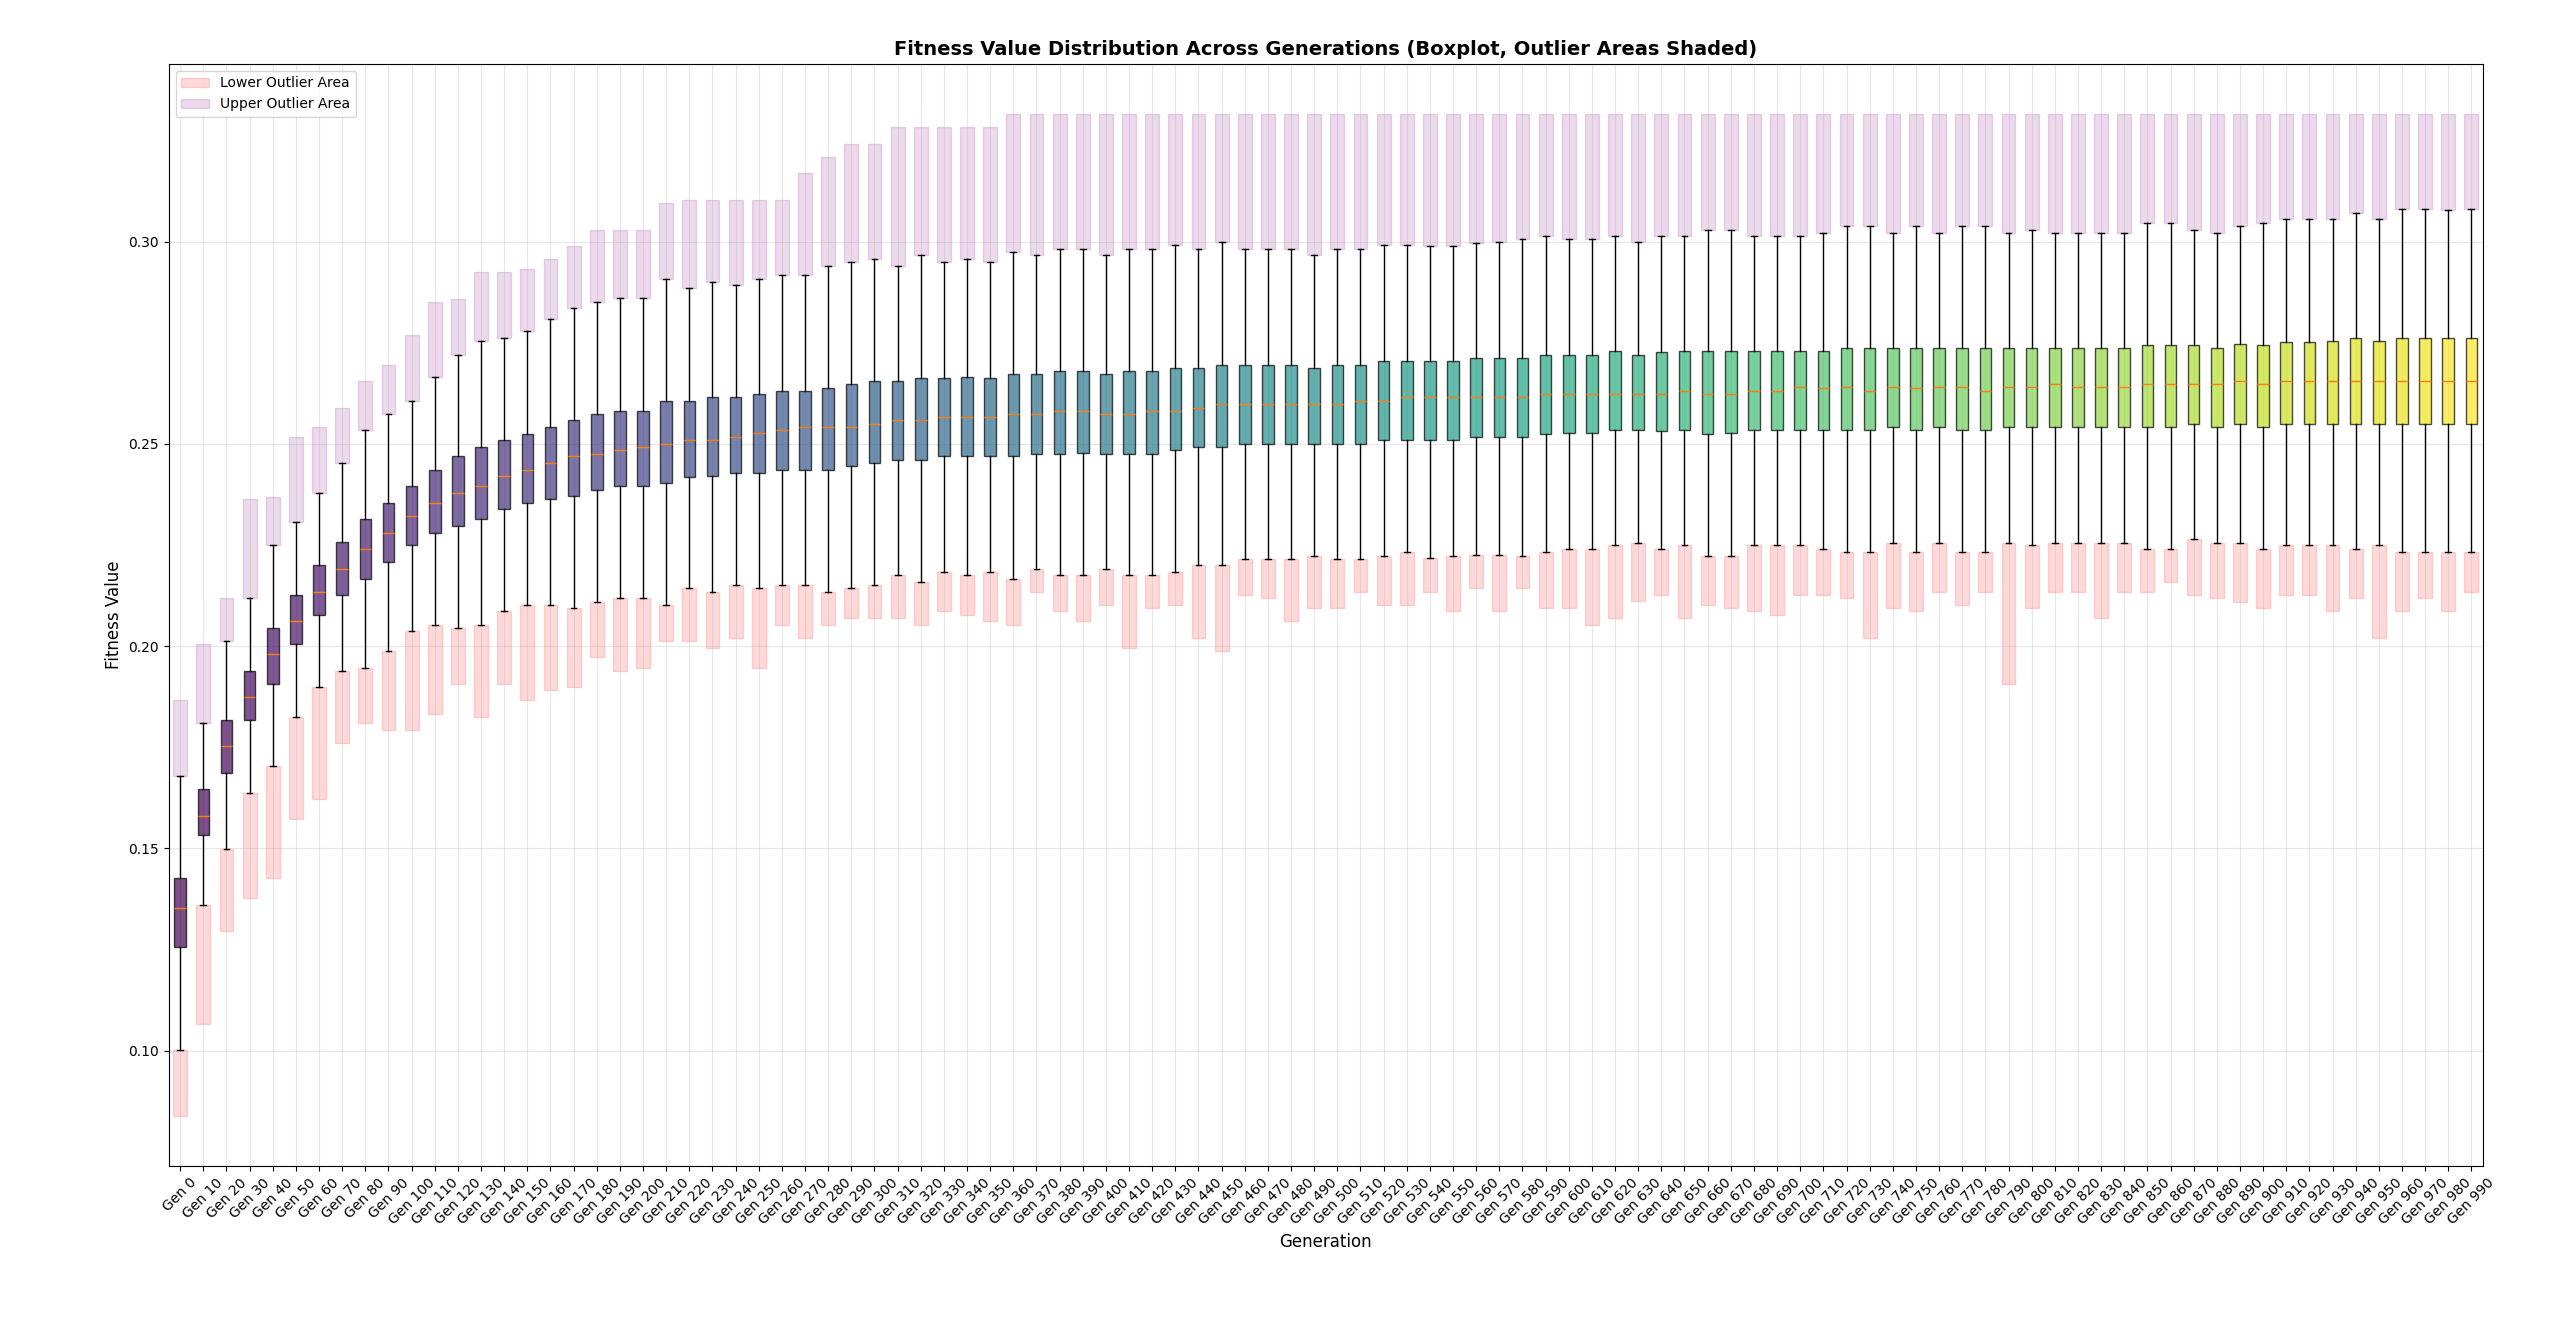 Fitness Value Distribution Across Generations (Boxplot, Outlier Areas Shaded)
Lower Outlier Area
Upper Outlier Area
Fitness Value
0.30
0.25
0.20
0.15
0.10
Gen 0
Gen 10
Gen 20
Gen 30
Gen 40
Gen 50
Gen 60
Gen 70
Gen 80
Gen 90
Gen 100
Gen 110
Gen 120
Gen 130
Gen 140
Gen 150
Gen 160
Gen 170
Gen 180
Gen 190
Gen 200
Gen 210
Gen 220
Gen 230
Gen 240
Gen 250
Gen 260
Gen 270
Gen 280
Gen 290
Gen 300
Gen 310
Gen 320
Gen 330
Gen 340
Gen 350
Gen 360
Gen 370
Gen 380
Gen 390
Gen 400
Gen 410
Gen 420
Gen 430
Gen 440
Gen 450
Gen 460
Gen 470
Gen 480
Gen 490
Gen 500
Gen 510
Gen 520
Gen 530
Gen 540
Gen 550
Gen 560
Gen 570
Gen 580
Gen 590
Gen 600
Gen 610
Gen 620
Gen 630
Gen 640
Gen 650
Gen 660
Gen 670
Gen 680
Gen 690
Gen 700
Gen 710
Gen 720
Gen 730
Gen 740
Gen 750
Gen 760
Gen 770
Gen 780
Gen 790
Gen 800
Gen 810
Gen 820
Gen 830
Gen 840
Gen 850
Gen 860
Gen 870
Gen 880
Gen 890
Gen 900
Gen 910
Gen 920
Gen 930
Gen 940
Gen 950
Gen 960
Gen 970
Gen 980
Gen 990
Generation